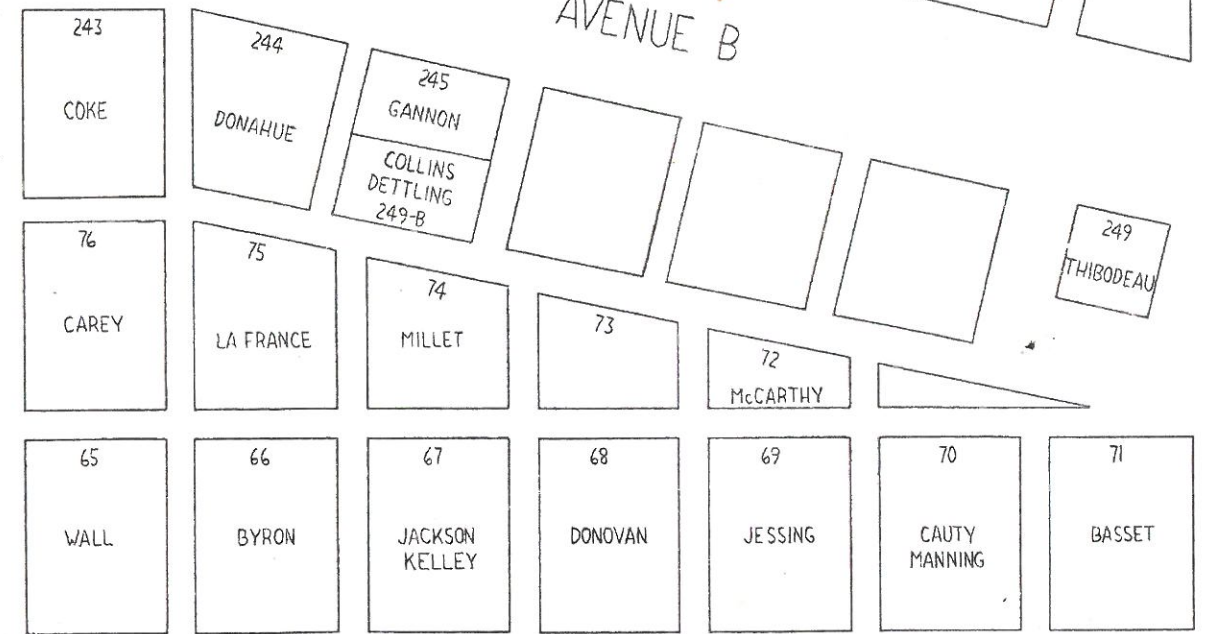 AVENUE B
243
COKE
244
DONAHUE
245
GANNON
COLLINS
DETTLING
249-B
249
THIBODEAU
76
CAREY
75
LA FRANCE
74
MILLET
73
72
McCARTHY
65
WALL
66
BYRON
67
JACKSON
KELLEY
68
DONOVAN
69
JESSING
70
CAUTY
MANNING
71
BASSET